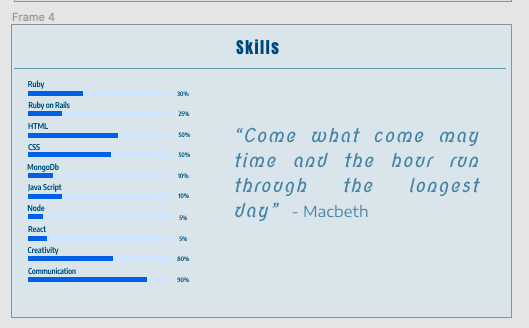 Frame 4
Skills
Ruby
30%
Ruby on Rails
25%
HTML
50%
CSS
50%
MongoDb
10%
Java Script
10%
Node
5%
React
5%
Creativity
80%
Communication
90%
“Come what come may
time and the hour run
through the longest
day” - Macbeth